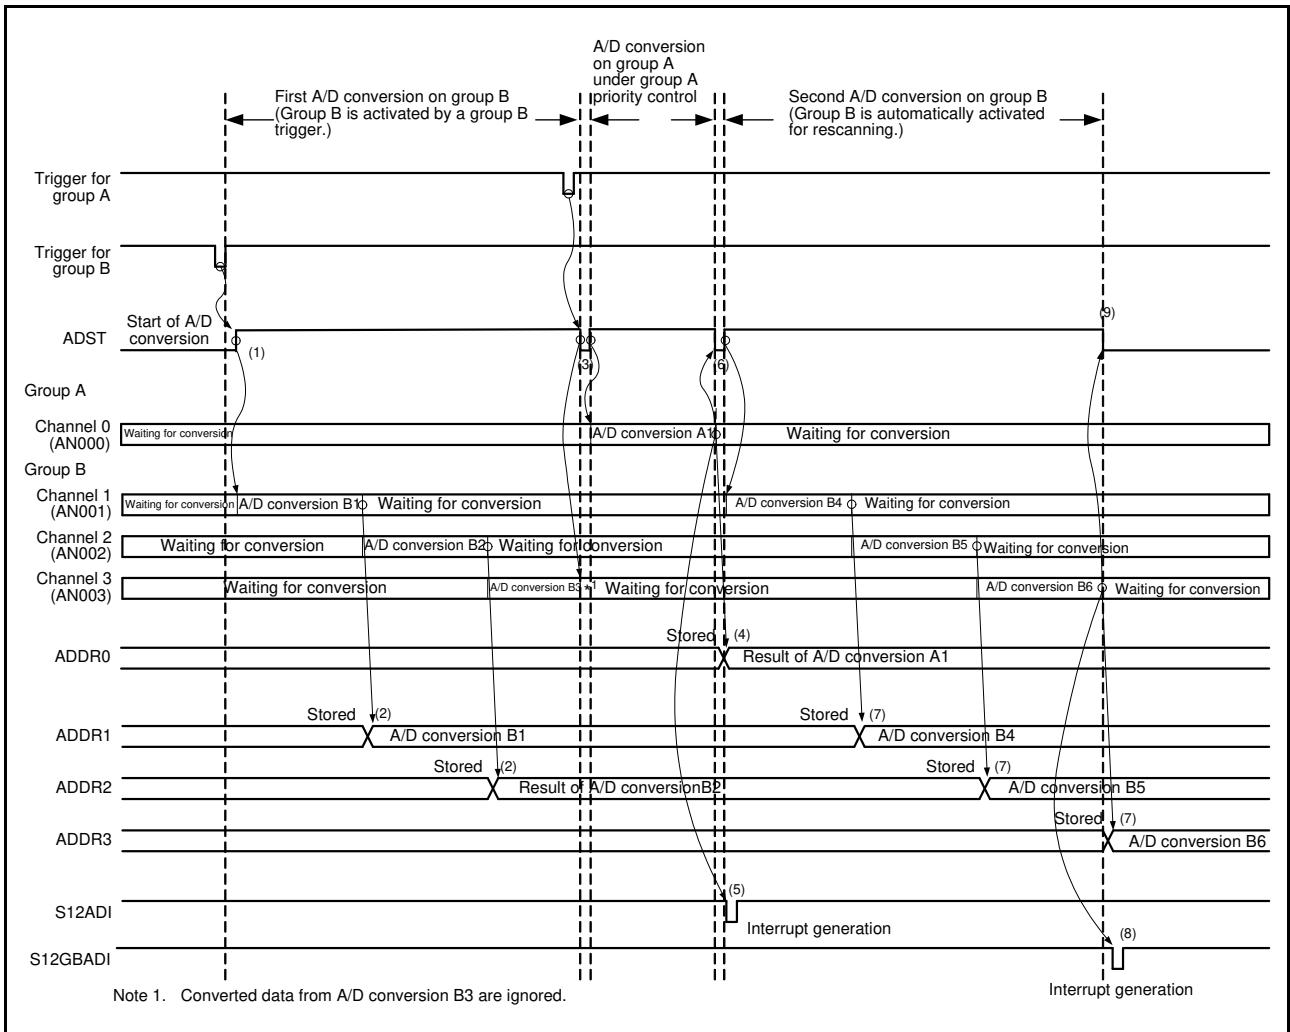 A/D conversion
on group A
under group A
priority control
First A/D conversion on group B
(Group B is activated by a group B
trigger.)
Second A/D conversion on group B
(Group B is automatically activated
for rescanning.)
Trigger for
group A
Trigger for
group B
Start of A/D
conversion
ADST
(1)
(3)
(6)
(9)
Group A
Channel 0
(AN000)
Waiting for conversion
A/D conversion A1
Waiting for conversion
Group B
Channel 1
(AN001)
Waiting for conversion
A/D conversion B1
Waiting for conversion
A/D conversion B4
Waiting for conversion
Channel 2
(AN002)
Waiting for conversion
A/D conversion B2
Waiting for conversion
A/D conversion B5
Waiting for conversion
Channel 3
(AN003)
Waiting for conversion
A/D conversion B3 *1
Waiting for conversion
A/D conversion B6
Waiting for conversion
Stored
(4)
ADDR0
Result of A/D conversion A1
Stored
(2)
Stored
(7)
ADDR1
A/D conversion B1
A/D conversion B4
Stored
(2)
Stored
(7)
ADDR2
Result of A/D conversionB2
A/D conversion B5
Stored
(7)
ADDR3
A/D conversion B6
(5)
S12ADI
Interrupt generation
(8)
S12GBADI
Interrupt generation
Note 1. Converted data from A/D conversion B3 are ignored.